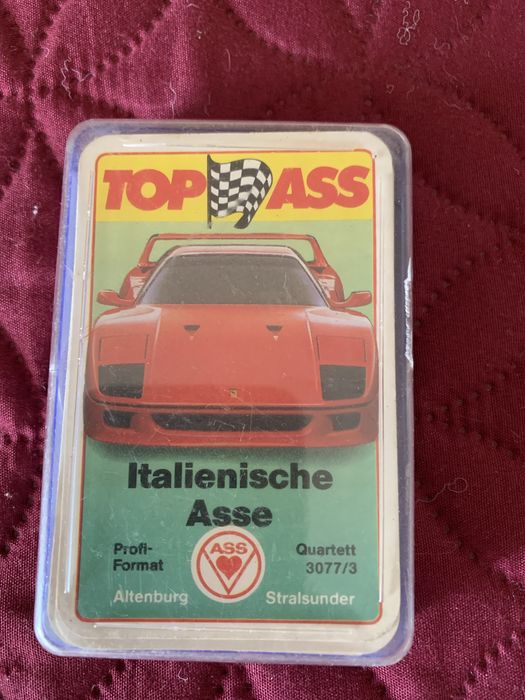 TOP ASS
Italienische
Asse
Profi-
Format
ASS
Quartett
3077/3
Altenburg Stralsunder